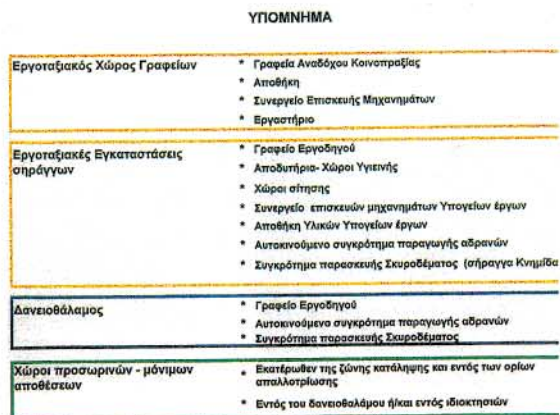 ΥΠΟΜΝΗΜΑ
Εργοταξιακός Χώρος Γραφείων
* Γραφεία Αναδόχου Κοινοπραξίας
* Αποθήκη
* Συνεργείο Επισκευής Μηχανημάτων
* Εργαστήριο
Εργοταξιακές Εγκαταστάσεις
σηράγγων
* Γραφείο Εργοδηγού
* Αποδυτήρια- Χώροι Υγιεινής
* Χώροι σίτησης
* Συνεργείο επισκευών μηχανημάτων Υπογείων έργων
* Αποθήκη Υλικών Υπογείων έργων
* Αυτοκινούμενο συγκρότημα παραγωγής αδρανών
* Συγκρότημα παρασκευής Σκυροδέματος (σήραγγα Κνημίδα
Δανειοθάλαμος
* Γραφείο Εργοδηγού
* Αυτοκινούμενο συγκρότημα παραγωγής αδρανών
* Συγκρότημα παρασκευής Σκυροδέματος
Χώροι προσωρινών - μόνιμων
αποθέσεων
* Εκατέρωθεν της ζώνης κατάληψης και εντός των ορίων
απαλλοτρίωσης
* Εντός του δανειοθαλάμου ή/και εντός ιδιοκτησιών